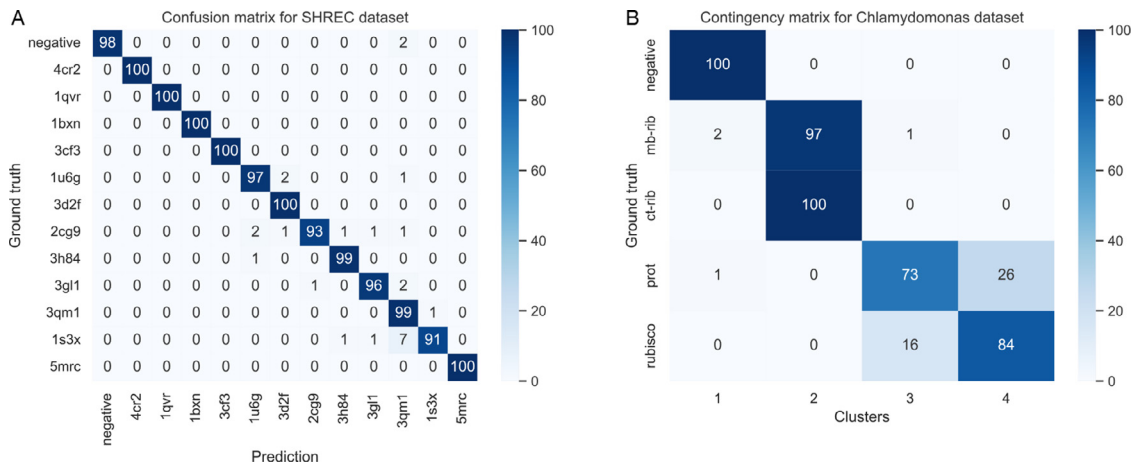 A
Confusion matrix for SHREC dataset
negative 98 0 0 0 0 0 0 0 0 0 2 0 0
4cr2 0 100 0 0 0 0 0 0 0 0 0 0 0
1qvr 0 0 100 0 0 0 0 0 0 0 0 0 0
1bxn 0 0 0 100 0 0 0 0 0 0 0 0 0
3cf3 0 0 0 0 100 0 0 0 0 0 0 0 0
1u6g 0 0 0 0 0 97 2 0 0 0 1 0 0
3d2f 0 0 0 0 0 0 100 0 0 0 0 0 0
2cg9 0 0 0 0 0 2 1 93 1 1 1 0 0
3h84 0 0 0 0 0 1 0 0 99 0 0 0 0
3gl1 0 0 0 0 0 0 0 1 0 96 2 0 0
3qm1 0 0 0 0 0 0 0 0 0 0 99 1 0
1s3x 0 0 0 0 0 0 0 0 1 1 7 91 0
5mrc 0 0 0 0 0 0 0 0 0 0 0 0 100
negative 4cr2 1qvr 1bxn 3cf3 1u6g 3d2f 2cg9 3h84 3gl1 3qm1 1s3x 5mrc
Prediction
Ground truth
100
80
60
40
20
0
B
Contingency matrix for Chlamydomonas dataset
negative 100 0 0 0
mb-rib 2 97 1 0
ct-rib 0 100 0 0
prot 1 0 73 26
rubisco 0 0 16 84
1 2 3 4
Clusters
Ground truth
100
80
60
40
20
0